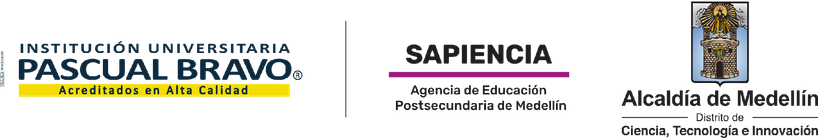 INSTITUCIÓN UNIVERSITARIA
PASCUAL BRAVO®
Acreditados en Alta Calidad
SAPIENCIA
Agencia de Educación
Postsecundaria de Medellín
Alcaldía de Medellín
Distrito de
Ciencia, Tecnología e Innovación